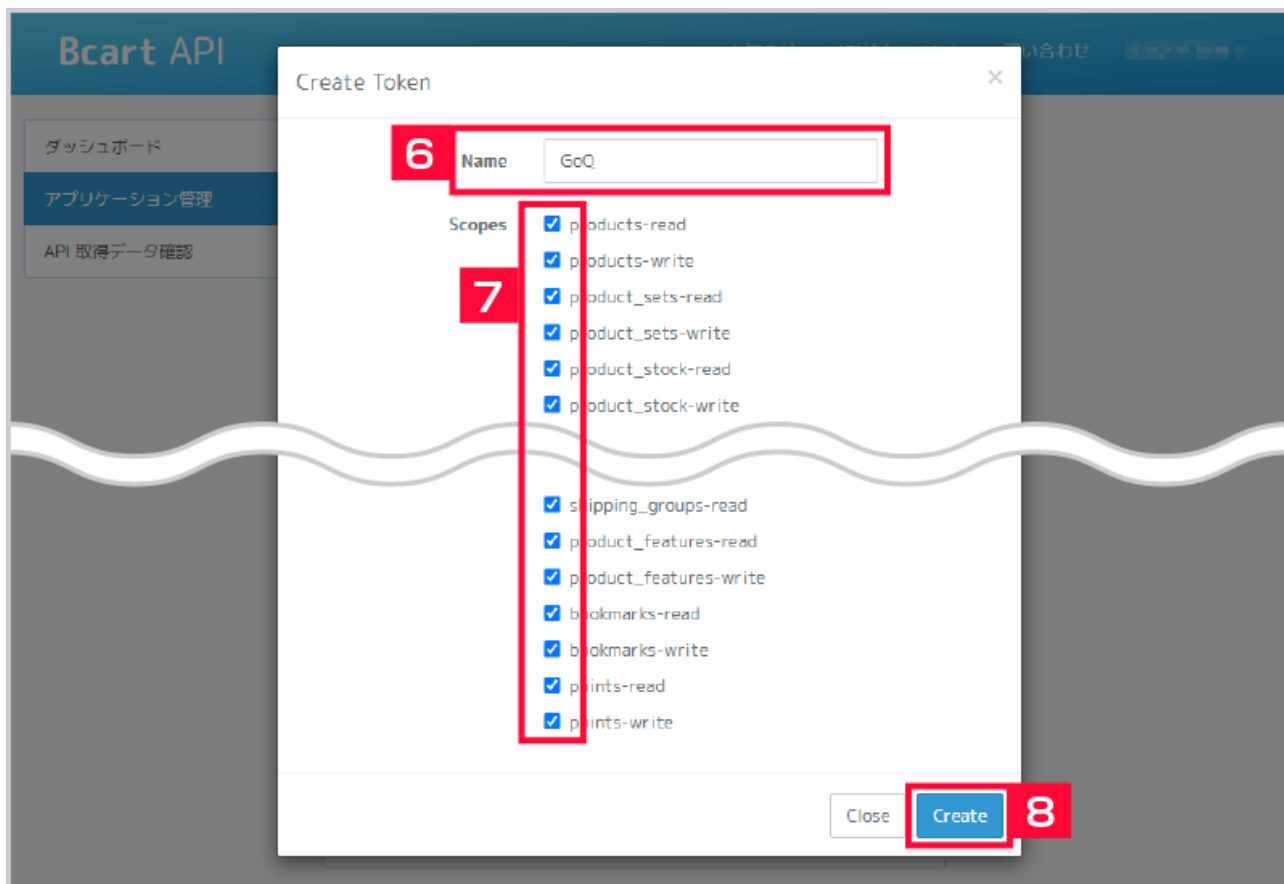 Bcart API
い合わせ
Create Token
×
ダッシュボード
アプリケーション管理
API 取得データ確認
6
Name
GoQ
Scopes
7
products-read
products-write
product_sets-read
product_sets-write
product_stock-read
product_stock-write
shipping_groups-read
product_features-read
product_features-write
bookmarks-read
bookmarks-write
points-read
points-write
Close
Create
8